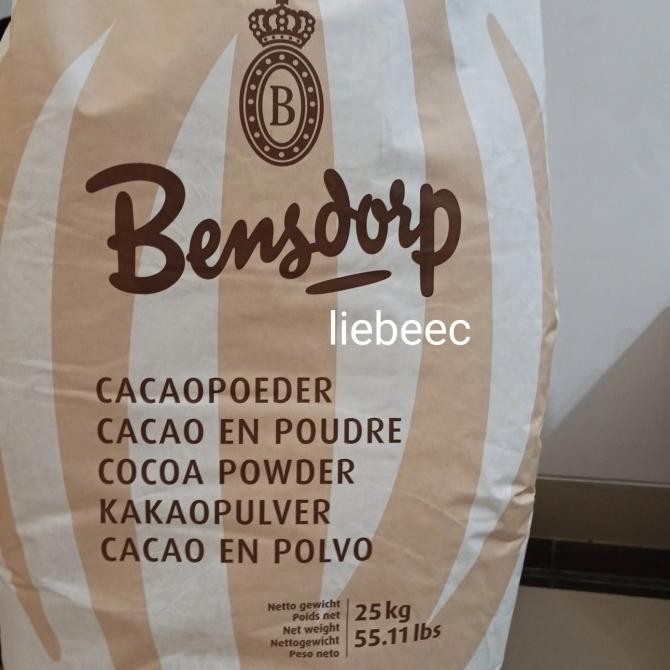 B
Bensdorp
liebeec
CACAOPOEDER
CACAO EN POUDRE
COCOA POWDER
KAKAOPULVER
CACAO EN POLVO
Netto gewicht
Poids net
Net weight
Nettogewicht
Peso neto
25 kg
55.11 lbs